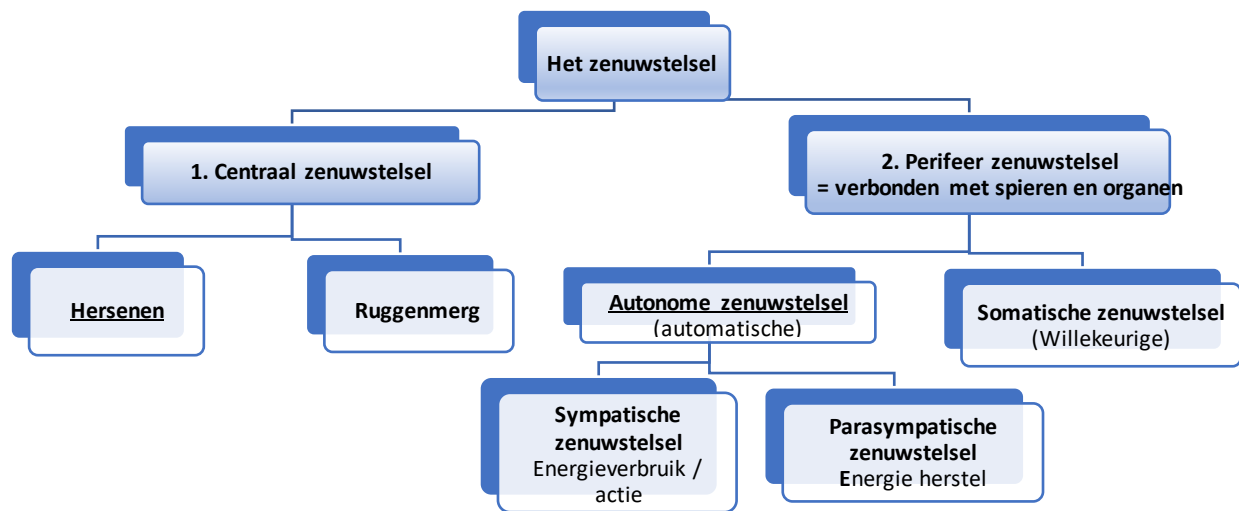 Het zenuwstelsel
1. Centraal zenuwstelsel
2. Perifeer zenuwstelsel
= verbonden met spieren en organen
Hersenen
Ruggenmerg
Autonome zenuwstelsel
(automatische)
Somatische zenuwstelsel
(Willekeurige)
Sympatische
zenuwstelsel
Energieverbruik /
actie
Parasympatische
zenuwstelsel
Energie herstel